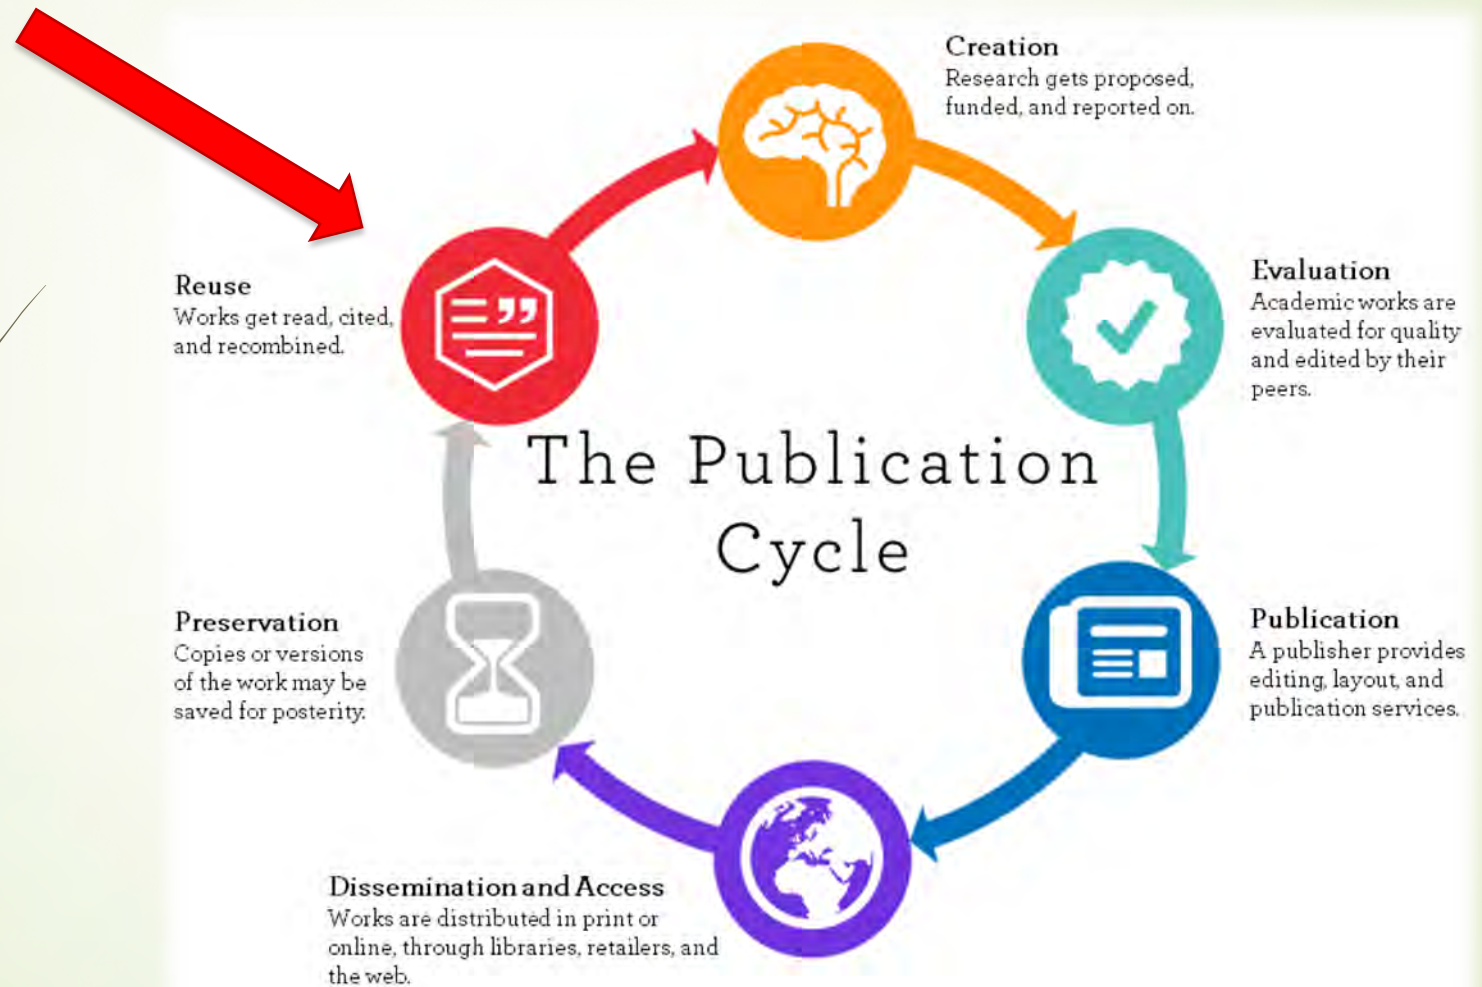 Creation
Research gets proposed,
funded, and reported on.
Evaluation
Academic works are
evaluated for quality
and edited by their
peers.
Publication
A publisher provides
editing, layout, and
publication services.
Dissemination and Access
Works are distributed in print or
online, through libraries, retailers, and
the web.
Preservation
Copies or versions
of the work may be
saved for posterity.
Reuse
Works get read, cited,
and recombined.
The Publication
Cycle